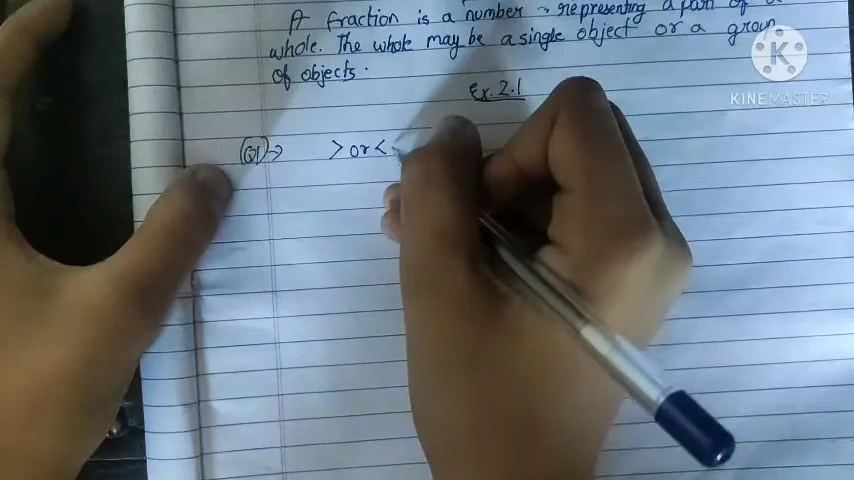 A fraction is a number → representing a part of a
whole. The whole may be a single object or a group
of objects.
Ex. 2.1
(Q1)→ > or <
K
KINEMASTER